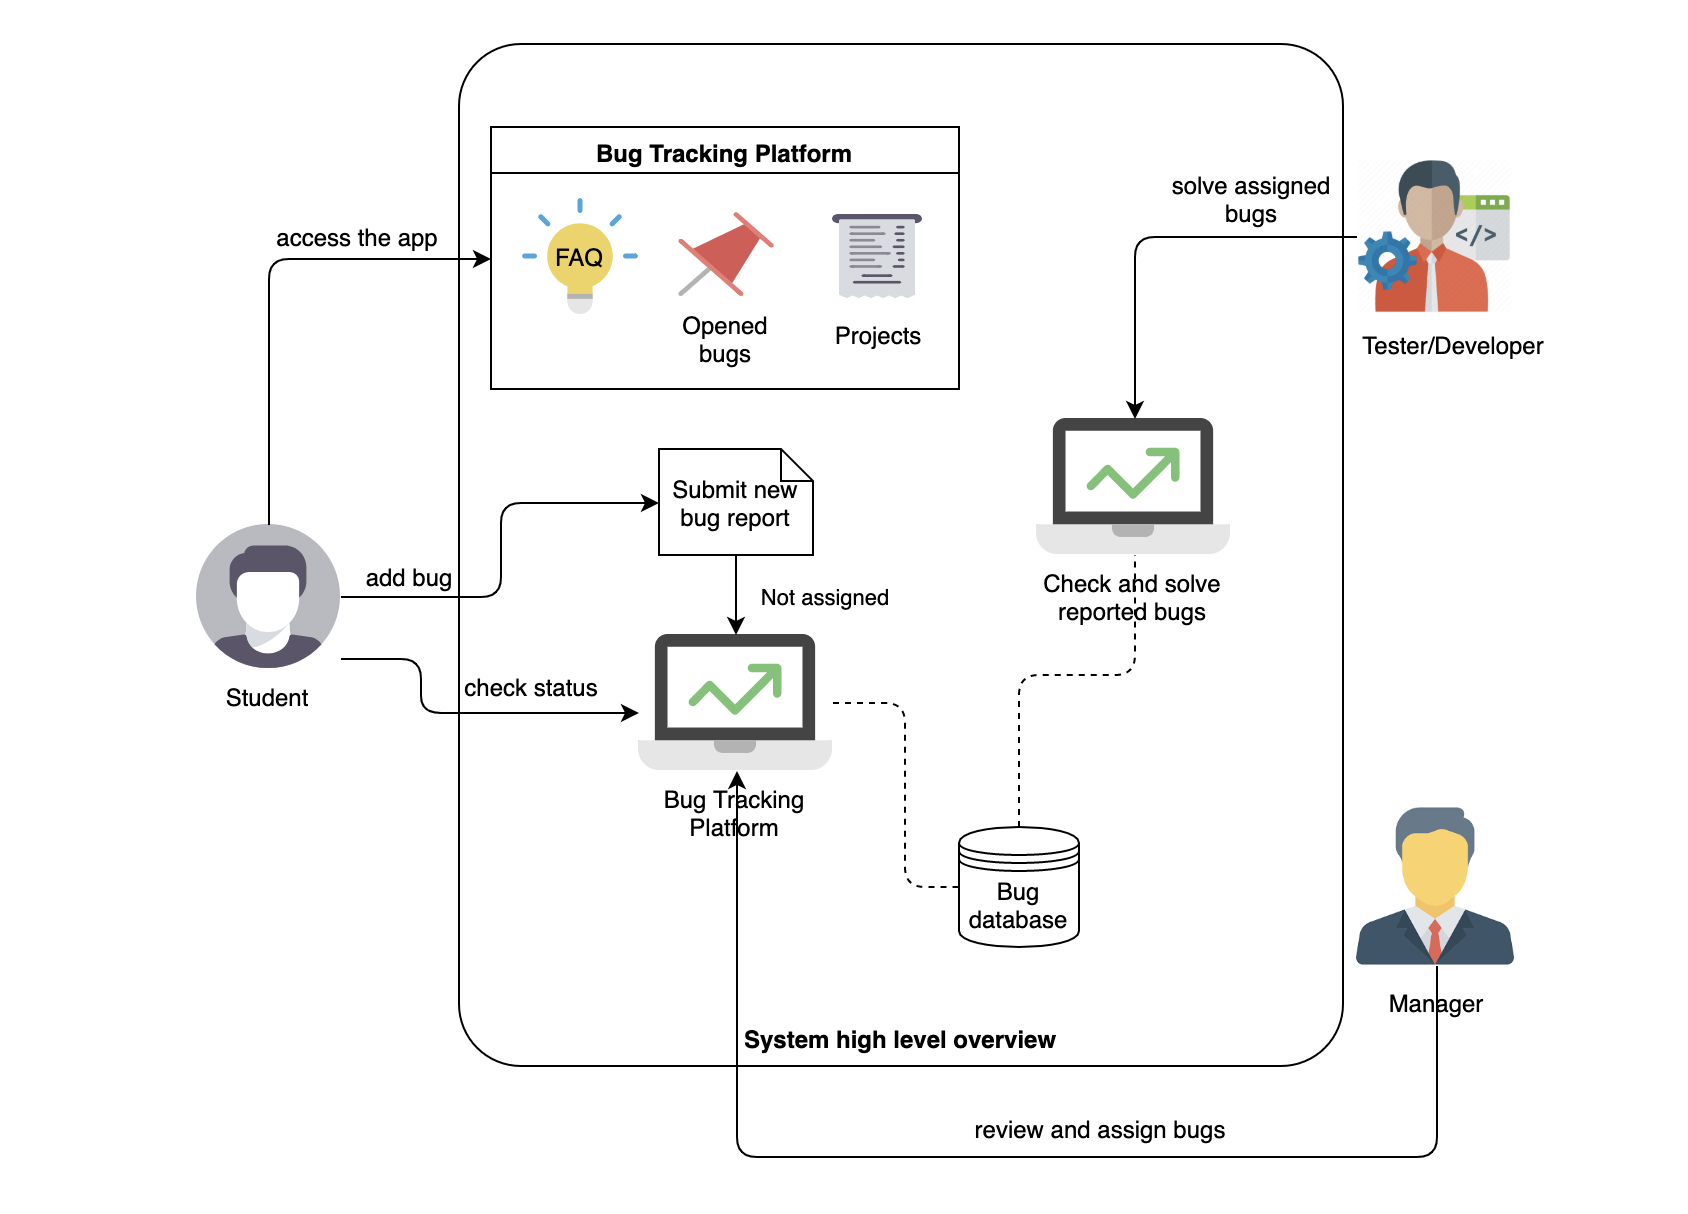 Bug Tracking Platform
FAQ
Opened
bugs
Projects
access the app
solve assigned
bugs
Tester/Developer
Submit new
bug report
add bug
Not assigned
Check and solve
reported bugs
check status
Student
Bug Tracking
Platform
Bug
database
Manager
System high level overview
review and assign bugs